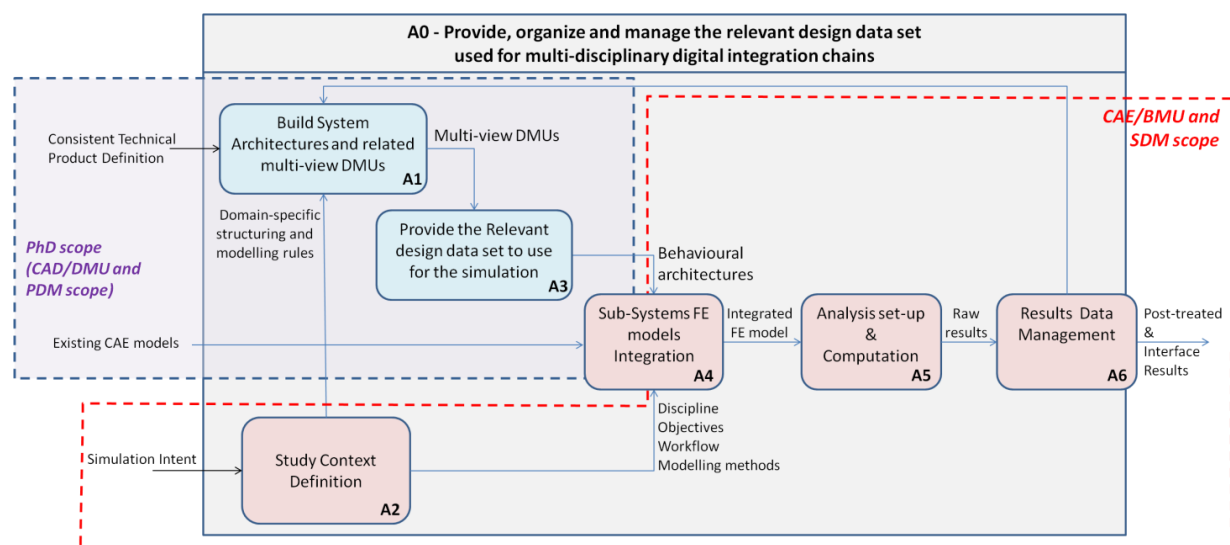 A0 - Provide, organize and manage the relevant design data set
used for multi-disciplinary digital integration chains
CAE/BMU and
SDM scope
Consistent Technical
Product Definition
Build System
Architectures and related
multi-view DMUs
A1
Multi-view DMUs
Domain-specific
structuring and
modelling rules
PhD scope
(CAD/DMU and
PDM scope)
Provide the Relevant
design data set to use
for the simulation
A3
Behavioural
architectures
Existing CAE models
Sub-Systems FE
models
Integration
A4
Integrated
FE model
Analysis set-up
&
Computation
A5
Raw
results
Results Data
Management
A6
Post-treated
&
Interface
Results
Simulation Intent
Study Context
Definition
A2
Discipline
Objectives
Workflow
Modelling methods